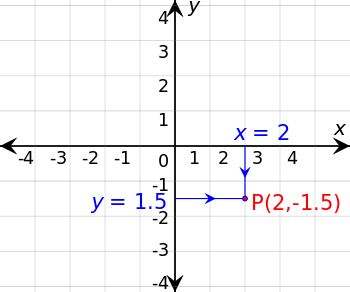 y
4
3
2
1
x = 2
x
-4 -3 -2 -1 0 1 2 3 4
-1
y = 1.5
P(2,-1.5)
-2
-3
-4